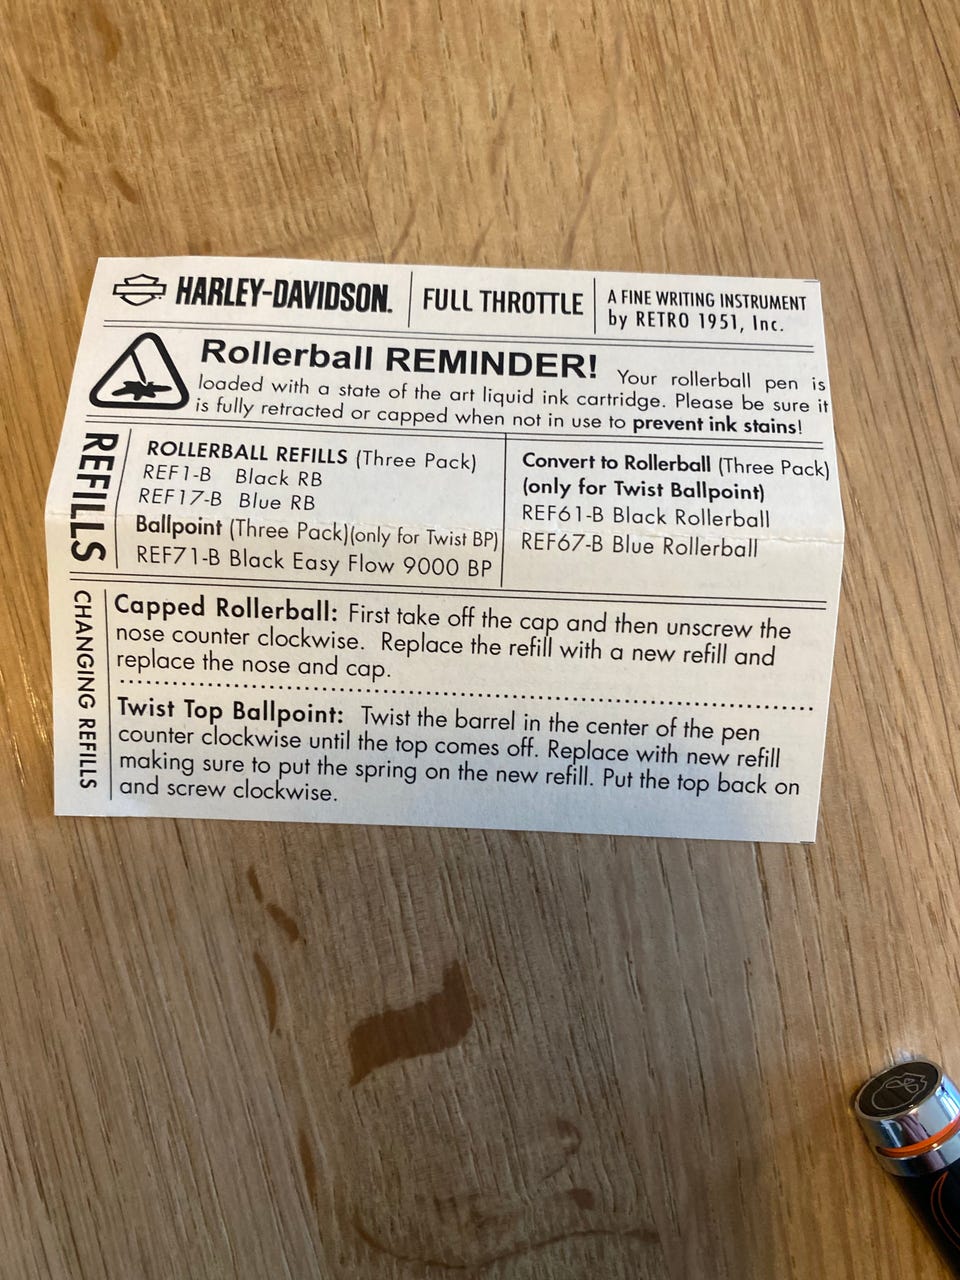 HARLEY-DAVIDSON. FULL THROTTLE A FINE WRITING INSTRUMENT
by RETRO 1951, Inc.
Rollerball REMINDER! Your rollerball pen is
loaded with a state of the art liquid ink cartridge. Please be sure it
is fully retracted or capped when not in use to prevent ink stains!
REFILLS
ROLLERBALL REFILLS (Three Pack)
REF1-B Black RB
REF17-B Blue RB
Ballpoint (Three Pack)(only for Twist BP)
REF71-B Black Easy Flow 9000 BP
Convert to Rollerball (Three Pack)
(only for Twist Ballpoint)
REF61-B Black Rollerball
REF67-B Blue Rollerball
CHANGING REFILLS
Capped Rollerball: First take off the cap and then unscrew the
nose counter clockwise. Replace the refill with a new refill and
replace the nose and cap.
Twist Top Ballpoint: Twist the barrel in the center of the pen
counter clockwise until the top comes off. Replace with new refill
making sure to put the spring on the new refill. Put the top back on
and screw clockwise.